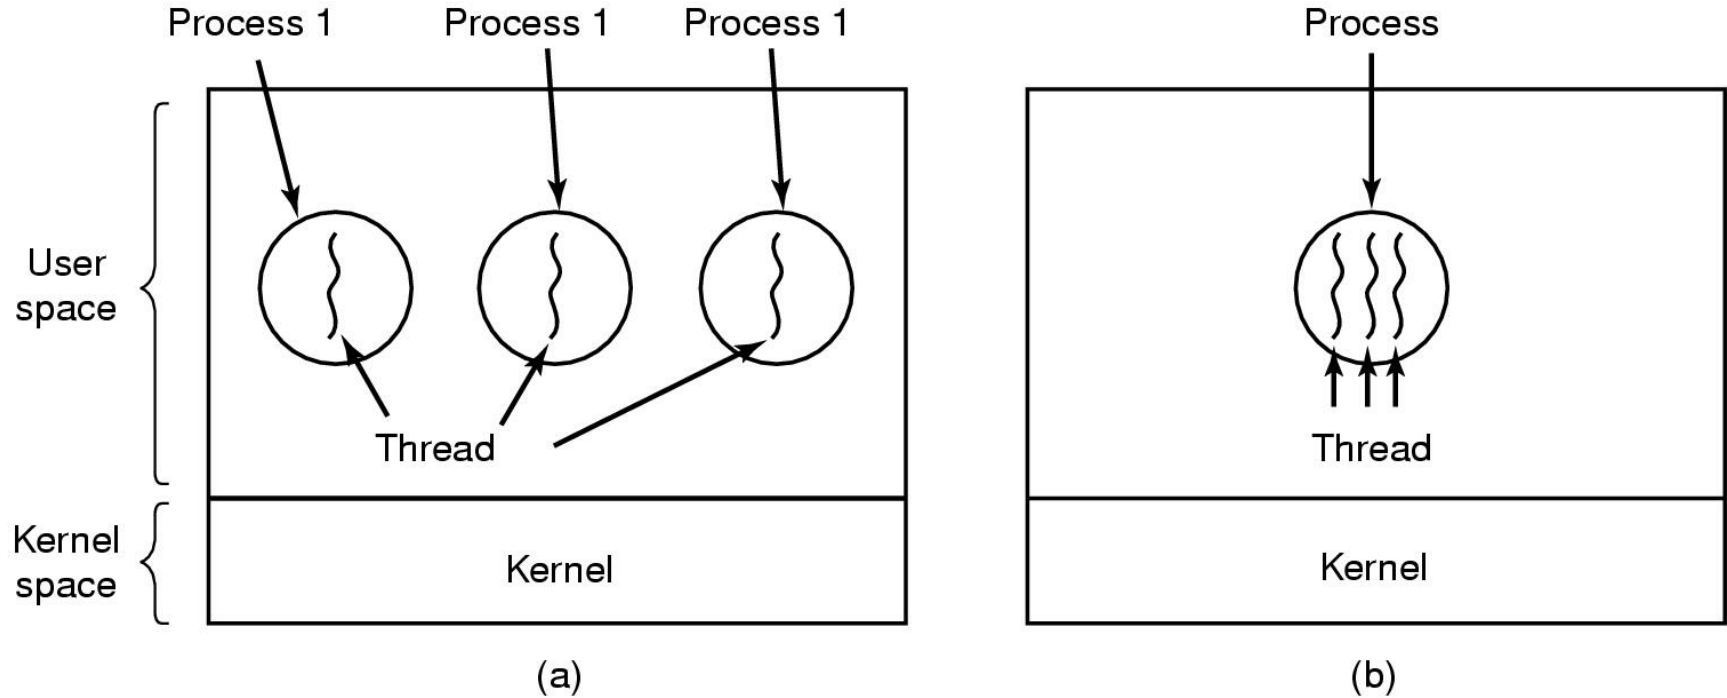 Process 1
Process 1
Process 1
Process
User
space
Thread
Thread
Kernel
space
Kernel
Kernel
(a)
(b)